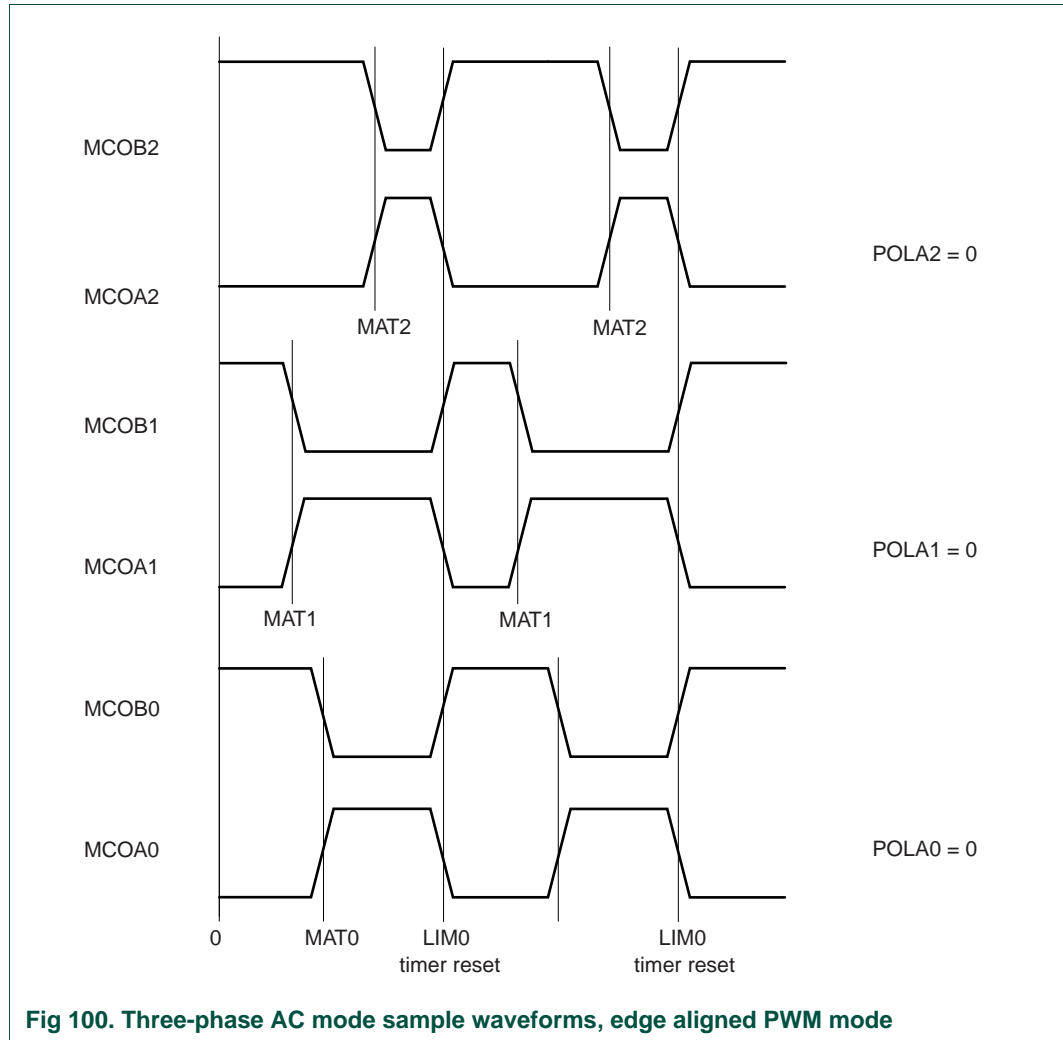 MCOB2
POLA2 = 0
MCOA2
MAT2 MAT2
MCOB1
POLA1 = 0
MCOA1
MAT1 MAT1
MCOB0
MCOA0
POLA0 = 0
0 MAT0 LIM0 LIM0
timer reset timer reset
Fig 100. Three-phase AC mode sample waveforms, edge aligned PWM mode